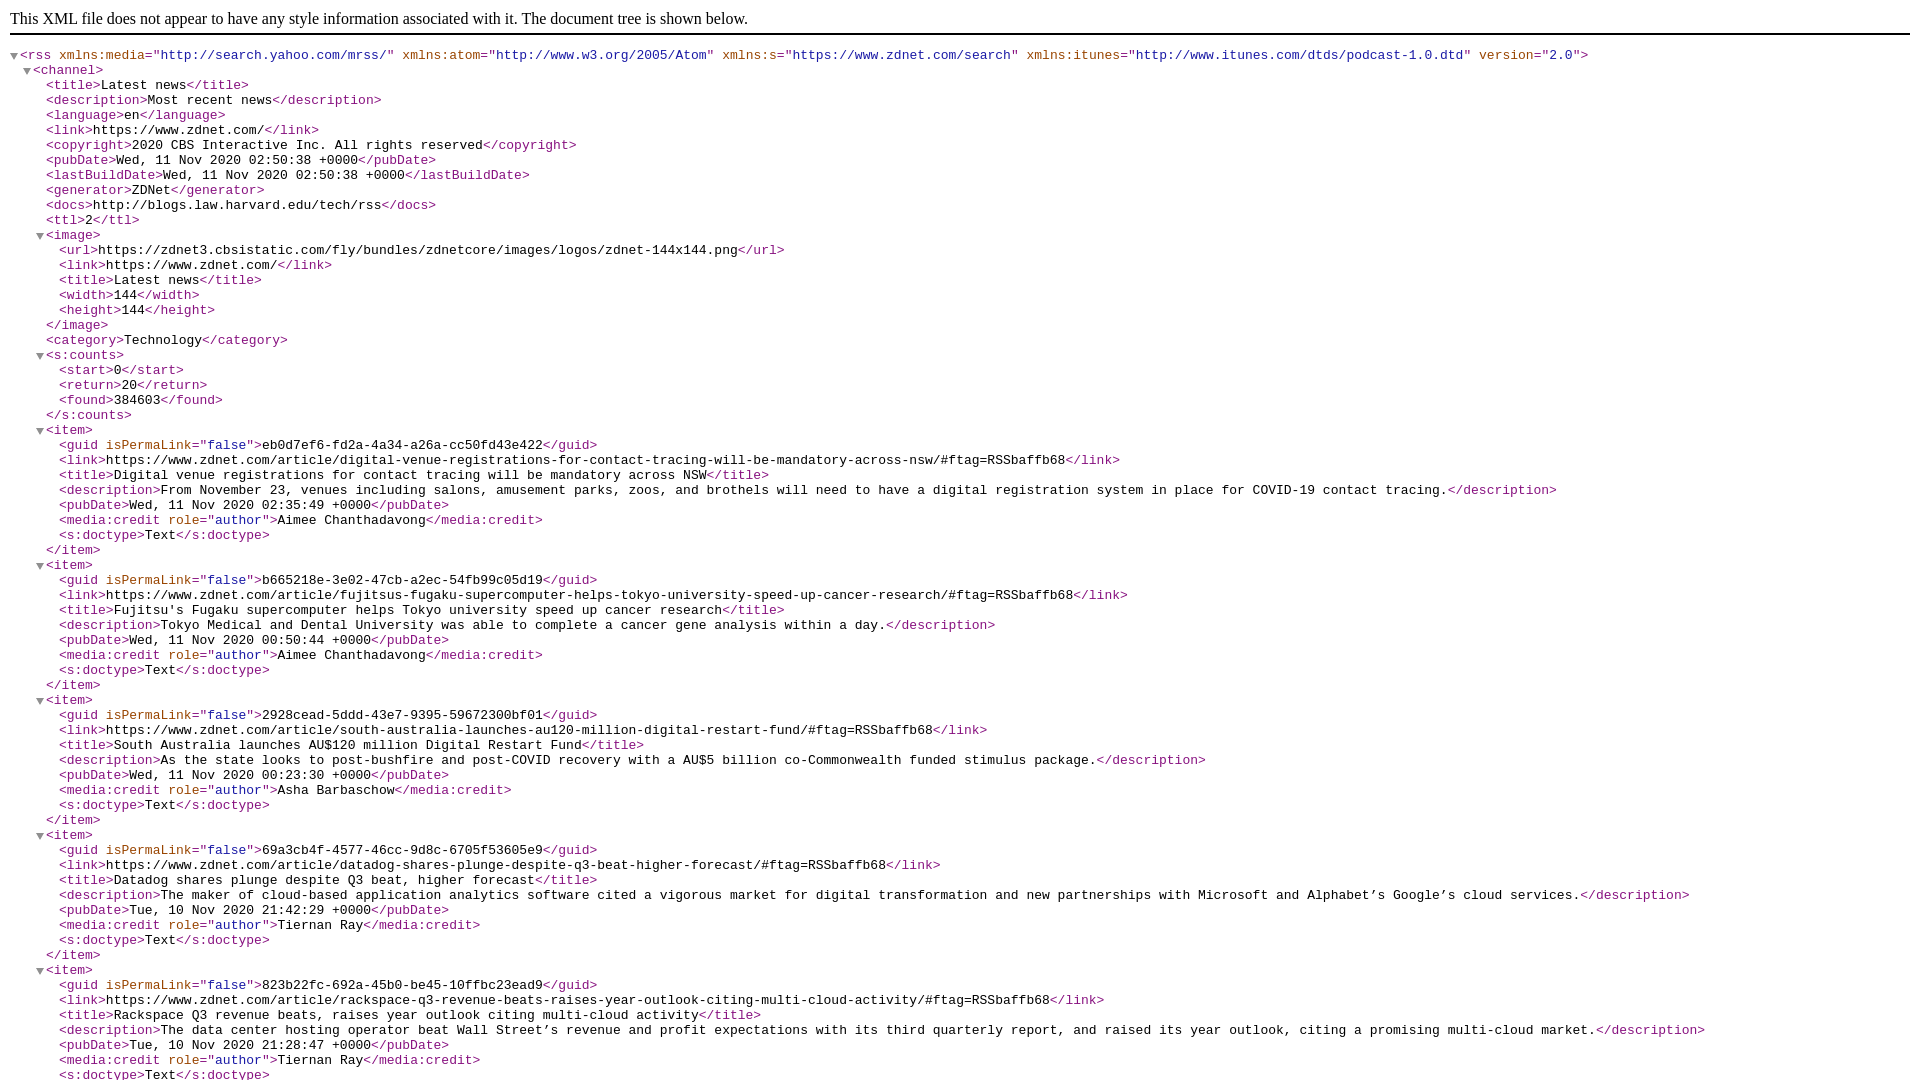 This XML file does not appear to have any style information associated with it. The document tree is shown below.
<rss xmlns:media="http://search.yahoo.com/mrss/" xmlns:atom="http://www.w3.org/2005/Atom" xmlns:s="https://www.zdnet.com/search" xmlns:itunes="http://www.itunes.com/dtds/podcast-1.0.dtd" version="2.0">
<channel>
<title>Latest news</title>
<description>Most recent news</description>
<language>en</language>
<link>https://www.zdnet.com/</link>
<copyright>2020 CBS Interactive Inc. All rights reserved</copyright>
<pubDate>Wed, 11 Nov 2020 02:50:38 +0000</pubDate>
<lastBuildDate>Wed, 11 Nov 2020 02:50:38 +0000</lastBuildDate>
<generator>ZDNet</generator>
<docs>http://blogs.law.harvard.edu/tech/rss</docs>
<ttl>2</ttl>
<image>
<url>https://zdnet3.cbsistatic.com/fly/bundles/zdnetcore/images/logos/zdnet-144x144.png</url>
<link>https://www.zdnet.com/</link>
<title>Latest news</title>
<width>144</width>
<height>144</height>
</image>
<category>Technology</category>
<s:counts>
<start>0</start>
<return>20</return>
<found>384603</found>
</s:counts>
<item>
<guid isPermaLink="false">eb0d7ef6-fd2a-4a34-a26a-cc50fd43e422</guid>
<link>https://www.zdnet.com/article/digital-venue-registrations-for-contact-tracing-will-be-mandatory-across-nsw/#ftag=RSSbaffb68</link>
<title>Digital venue registrations for contact tracing will be mandatory across NSW</title>
<description>From November 23, venues including salons, amusement parks, zoos, and brothels will need to have a digital registration system in place for COVID-19 contact tracing.</description>
<pubDate>Wed, 11 Nov 2020 02:35:49 +0000</pubDate>
<media:credit role="author">Aimee Chanthadavong</media:credit>
<s:doctype>Text</s:doctype>
</item>
<item>
<guid isPermaLink="false">b665218e-3e02-47cb-a2ec-54fb99c05d19</guid>
<link>https://www.zdnet.com/article/fujitsus-fugaku-supercomputer-helps-tokyo-university-speed-up-cancer-research/#ftag=RSSbaffb68</link>
<title>Fujitsu's Fugaku supercomputer helps Tokyo university speed up cancer research</title>
<description>Tokyo Medical and Dental University was able to complete a cancer gene analysis within a day.</description>
<pubDate>Wed, 11 Nov 2020 00:50:44 +0000</pubDate>
<media:credit role="author">Aimee Chanthadavong</media:credit>
<s:doctype>Text</s:doctype>
</item>
<item>
<guid isPermaLink="false">2928cead-5ddd-43e7-9395-59672300bf01</guid>
<link>https://www.zdnet.com/article/south-australia-launches-au120-million-digital-restart-fund/#ftag=RSSbaffb68</link>
<title>South Australia launches AU$120 million Digital Restart Fund</title>
<description>As the state looks to post-bushfire and post-COVID recovery with a AU$5 billion co-Commonwealth funded stimulus package.</description>
<pubDate>Wed, 11 Nov 2020 00:23:30 +0000</pubDate>
<media:credit role="author">Asha Barbaschow</media:credit>
<s:doctype>Text</s:doctype>
</item>
<item>
<guid isPermaLink="false">69a3cb4f-4577-46cc-9d8c-6705f53605e9</guid>
<link>https://www.zdnet.com/article/datadog-shares-plunge-despite-q3-beat-higher-forecast/#ftag=RSSbaffb68</link>
<title>Datadog shares plunge despite Q3 beat, higher forecast</title>
<description>The maker of cloud-based application analytics software cited a vigorous market for digital transformation and new partnerships with Microsoft and Alphabet’s Google’s cloud services.</description>
<pubDate>Tue, 10 Nov 2020 21:42:29 +0000</pubDate>
<media:credit role="author">Tiernan Ray</media:credit>
<s:doctype>Text</s:doctype>
</item>
<item>
<guid isPermaLink="false">823b22fc-692a-45b0-be45-10ffbc23ead9</guid>
<link>https://www.zdnet.com/article/rackspace-q3-revenue-beats-raises-year-outlook-citing-multi-cloud-activity/#ftag=RSSbaffb68</link>
<title>Rackspace Q3 revenue beats, raises year outlook citing multi-cloud activity</title>
<description>The data center hosting operator beat Wall Street’s revenue and profit expectations with its third quarterly report, and raised its year outlook, citing a promising multi-cloud market.</description>
<pubDate>Tue, 10 Nov 2020 21:28:47 +0000</pubDate>
<media:credit role="author">Tiernan Ray</media:credit>
<s:doctype>Text</s:doctype>